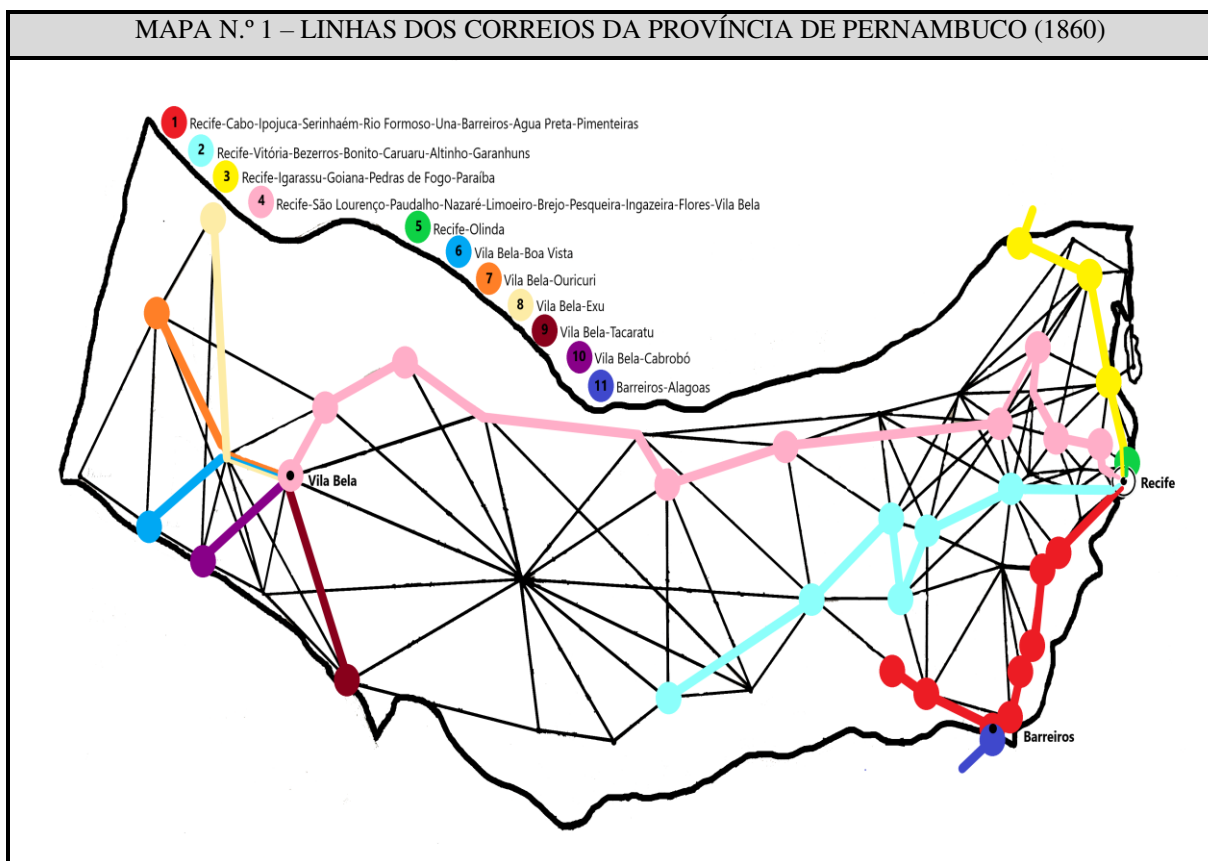 MAPA N.º 1 – LINHAS DOS CORREIOS DA PROVÍNCIA DE PERNAMBUCO (1860)
1 Recife-Cabo-Ipojuca-Serinhaém-Rio Formoso-Una-Barreiros-Agua Preta-Pimenteiras
2 Recife-Vitória-Bezerros-Bonito-Caruaru-Altinho-Garanhuns
3 Recife-Igarassu-Goiana-Pedras de Fogo-Paraíba
4 Recife-São Lourenço-Paudalho-Nazaré-Limoeiro-Brejo-Pesqueira-Ingazeira-Flores-Vila Bela
5 Recife-Olinda
6 Vila Bela-Boa Vista
7 Vila Bela-Ouricuri
8 Vila Bela-Exu
9 Vila Bela-Tacaratu
10 Vila Bela-Cabrobó
11 Barreiros-Alagoas
Vila Bela
Recife
Barreiros